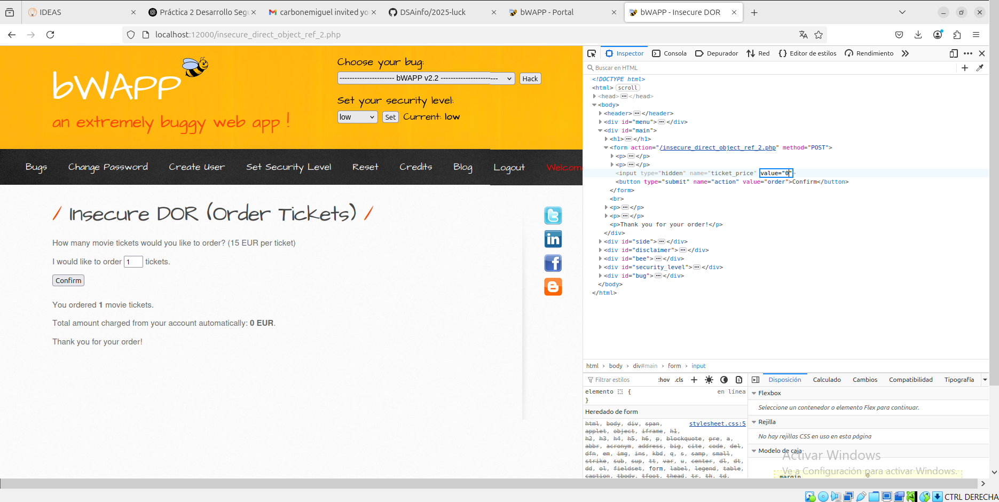 IDEAS
Práctica 2 Desarrollo Seg
carbonemiguel invited yo
DSAinfo/2025-luck
bWAPP - Portal
bWAPP - Insecure DOR
localhost:12000/insecure_direct_object_ref_2.php
bWAPP
an extremely buggy web app !
Choose your bug:
---------------------- bWAPP v2.2 ----------------------- Hack
Set your security level:
low Set Current: low
Bugs Change Password Create User Set Security Level Reset Credits Blog Logout Welcom
/ Insecure DOR (Order Tickets) /
How many movie tickets would you like to order? (15 EUR per ticket)
I would like to order 1 tickets.
Confirm
You ordered 1 movie tickets.
Total amount charged from your account automatically: 0 EUR.
Thank you for your order!
Inspector Consola Depurador Red Editor de estilos Rendimiento
Buscar en HTML
<!DOCTYPE html>
<html> scroll
<head> ••• </head>
<body>
<header> ••• </header>
<div id="menu"> ••• </div>
<div id="main">
<h1> ••• </h1>
<form action="/insecure_direct_object_ref_2.php" method="POST">
<p> ••• </p>
<p> ••• </p>
<input type="hidden" name="ticket_price" value="0">
<button type="submit" name="action" value="order">Confirm</button>
</form>
<br>
<p> ••• </p>
<p> ••• </p>
<p>Thank you for your order!</p>
</div>
<div id="side"> ••• </div>
<div id="disclaimer"> ••• </div>
<div id="bee"> ••• </div>
<div id="security_level"> ••• </div>
<div id="bug"> ••• </div>
</body>
</html>
html › body › div#main › form › input
Filtrar estilos :hov .cls
elemento { en línea
}
Heredado de form
html, body, div, span, stylesheet.css:5
applet, object, iframe, h1,
h2, h3, h4, h5, h6, p, blockquote, pre, a,
abbr, acronym, address, big, cite, code, del,
dfn, em, img, ins, kbd, q, s, samp, small,
strike, sub, sup, tt, var, u, center, dl, dt,
dd, ol, fieldset, form, label, legend, table,
caption, tbody, tfoot, thead, tr, th, td,
Disposición Calculado Cambios Compatibilidad Tipografía
Flexbox
Seleccione un contenedor o elemento Flex para continuar.
Rejilla
No hay rejillas CSS en uso en esta página
Modelo de caja
Activar Windows
Ve a Configuración para activar Windows.
margin 0
CTRL DERECHA